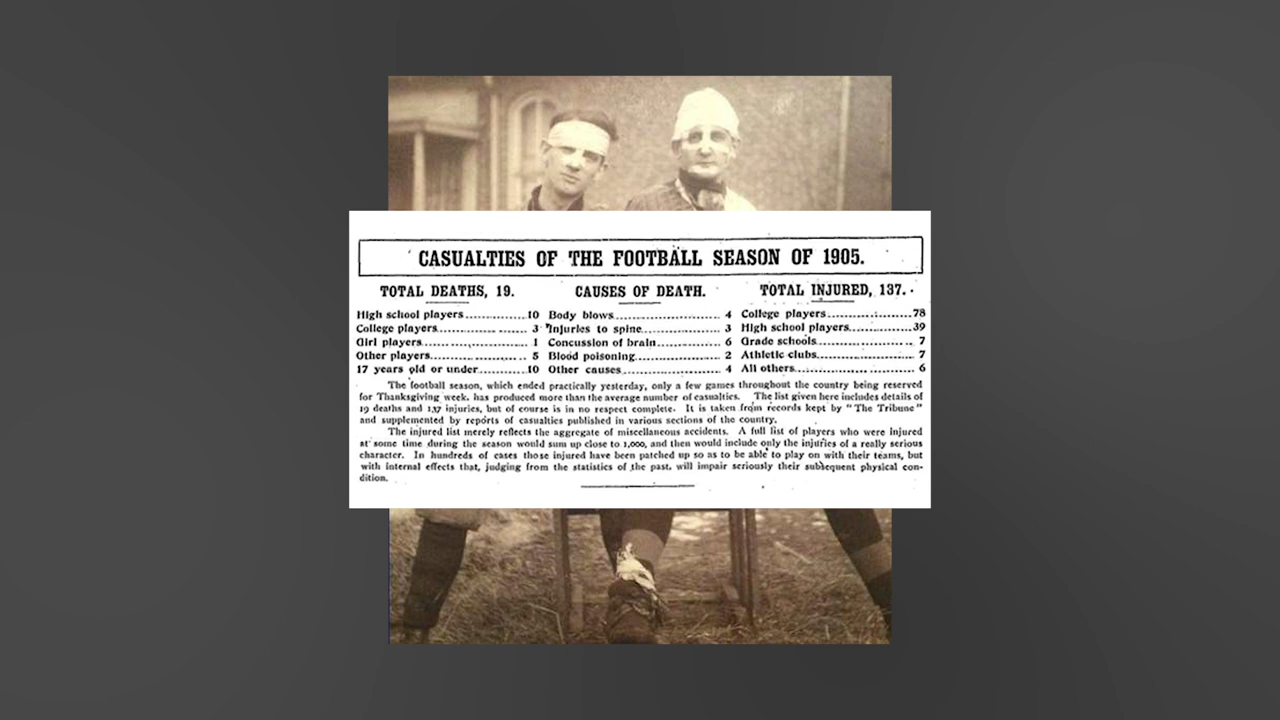 CASUALTIES OF THE FOOTBALL SEASON OF 1905.
TOTAL DEATHS, 19. CAUSES OF DEATH. TOTAL INJURED, 137.
High school players..........10 Body blows.......... 4 College players..........78
College players.......... 3 Injuries to spine.......... 3 High school players..........39
Girl players.......... 1 Concussion of brain.......... 6 Grade schools.......... 7
Other players.......... 5 Blood poisoning.......... 2 Athletic clubs.......... 7
17 years old or under..........10 Other causes.......... 4 All others.......... 6
The football season, which ended practically yesterday, only a few games throughout the country being reserved
for Thanksgiving week, has produced more than the average number of casualties. The list given here includes details of
19 deaths and 137 injuries, but of course is in no respect complete. It is taken from records kept by "The Tribune"
and supplemented by reports of casualties published in various sections of the country.
The injured list merely reflects the aggregate of miscellaneous accidents. A full list of players who were injured
at some time during the season would sum up close to 1,000, and then would include only the injuries of a really serious
character. In hundreds of cases those injured have been patched up so as to be able to play on with their teams, but
with internal effects that, judging from the statistics of the past, will impair seriously their subsequent physical con-
dition.